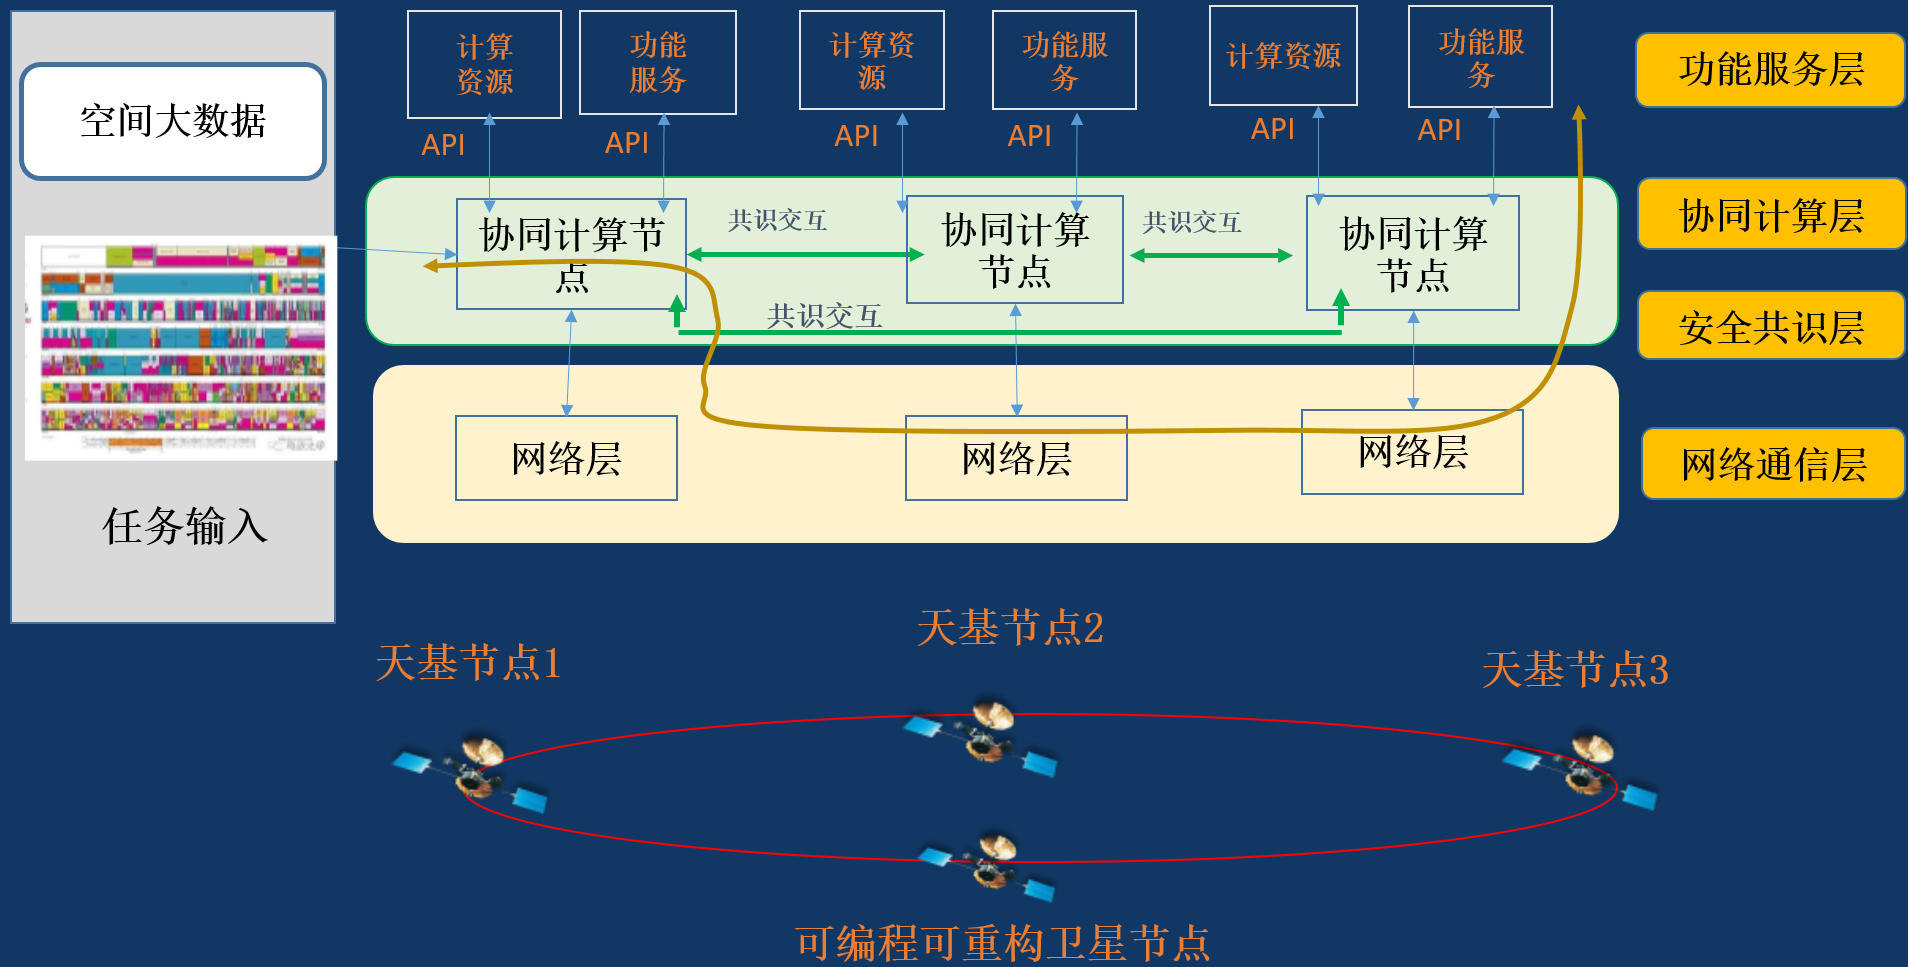 空间大数据
任务输入
计算
资源
功能
服务
计算资
源
功能服
务
计算资源
功能服
务
API
API
API
API
API
API
协同计算节
点
共识交互
协同计算
节点
共识交互
协同计算
节点
共识交互
网络层
网络层
网络层
功能服务层
协同计算层
安全共识层
网络通信层
天基节点1
天基节点2
天基节点3
可编程可重构卫星节点